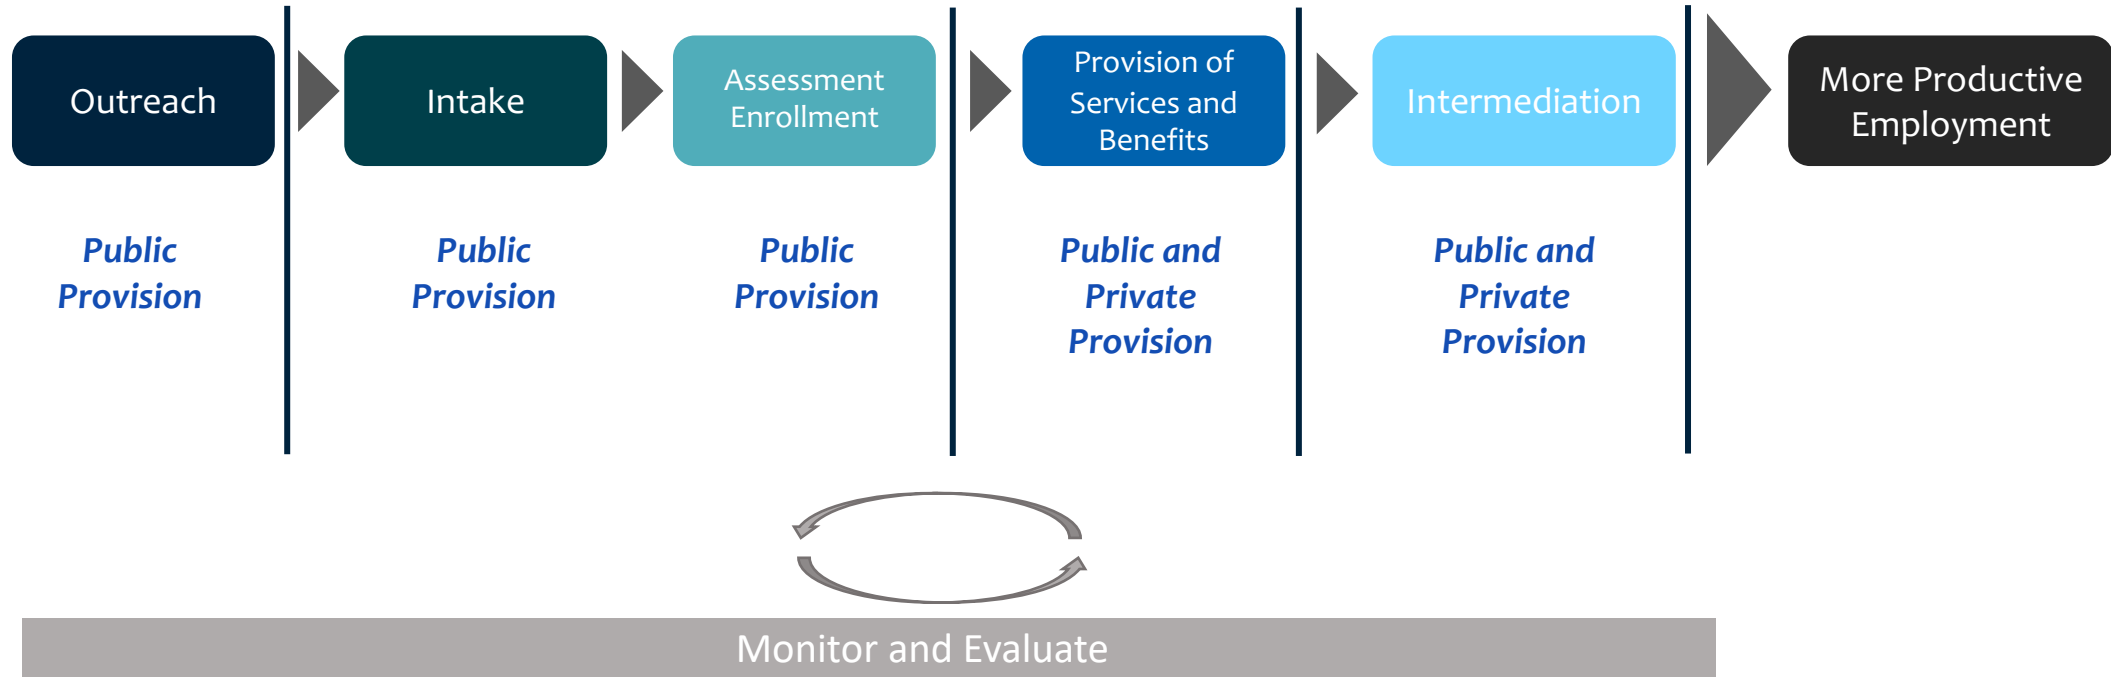 Outreach
Intake
Assessment
Enrollment
Provision of
Services and
Benefits
Intermediation
More Productive
Employment
Public
Provision
Public
Provision
Public
Provision
Public and
Private
Provision
Public and
Private
Provision
Monitor and Evaluate